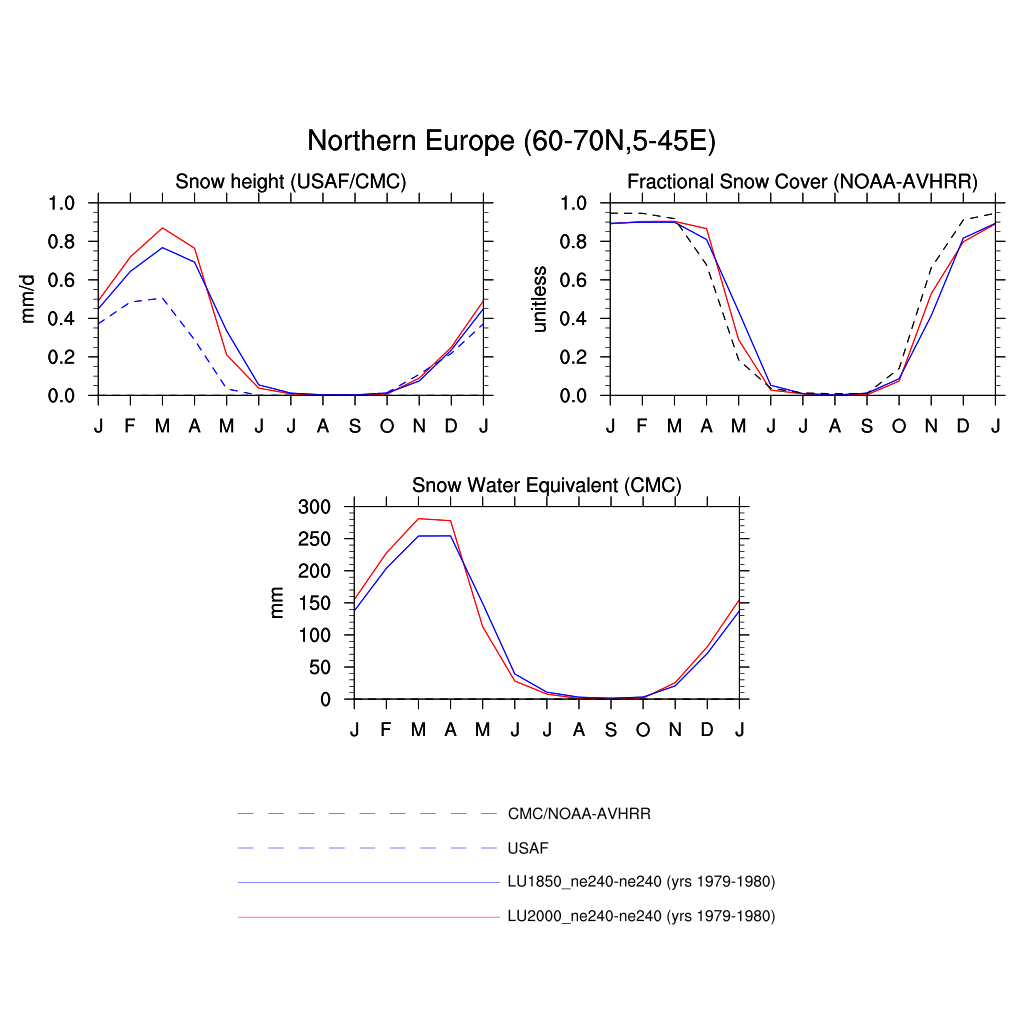 Northern Europe (60-70N,5-45E)
Snow height (USAF/CMC)
mm/d
1.0
0.8
0.6
0.4
0.2
0.0
J F M A M J J A S O N D J
Fractional Snow Cover (NOAA-AVHRR)
unitless
1.0
0.8
0.6
0.4
0.2
0.0
J F M A M J J A S O N D J
Snow Water Equivalent (CMC)
mm
300
250
200
150
100
50
0
J F M A M J J A S O N D J
CMC/NOAA-AVHRR
USAF
LU1850_ne240-ne240 (yrs 1979-1980)
LU2000_ne240-ne240 (yrs 1979-1980)